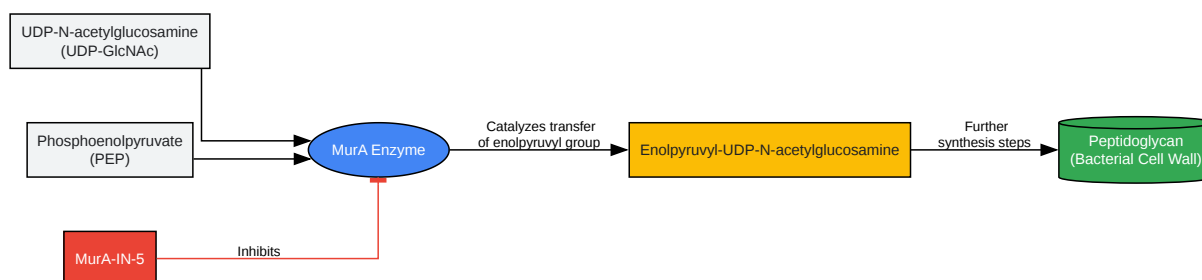 UDP-N-acetylglucosamine
(UDP-GlcNAc)
Phosphoenolpyruvate
(PEP)
MurA Enzyme
Catalyzes transfer
of enolpyruvyl group
Enolpyruvyl-UDP-N-acetylglucosamine
Further
synthesis steps
Peptidoglycan
(Bacterial Cell Wall)
MurA-IN-5
Inhibits